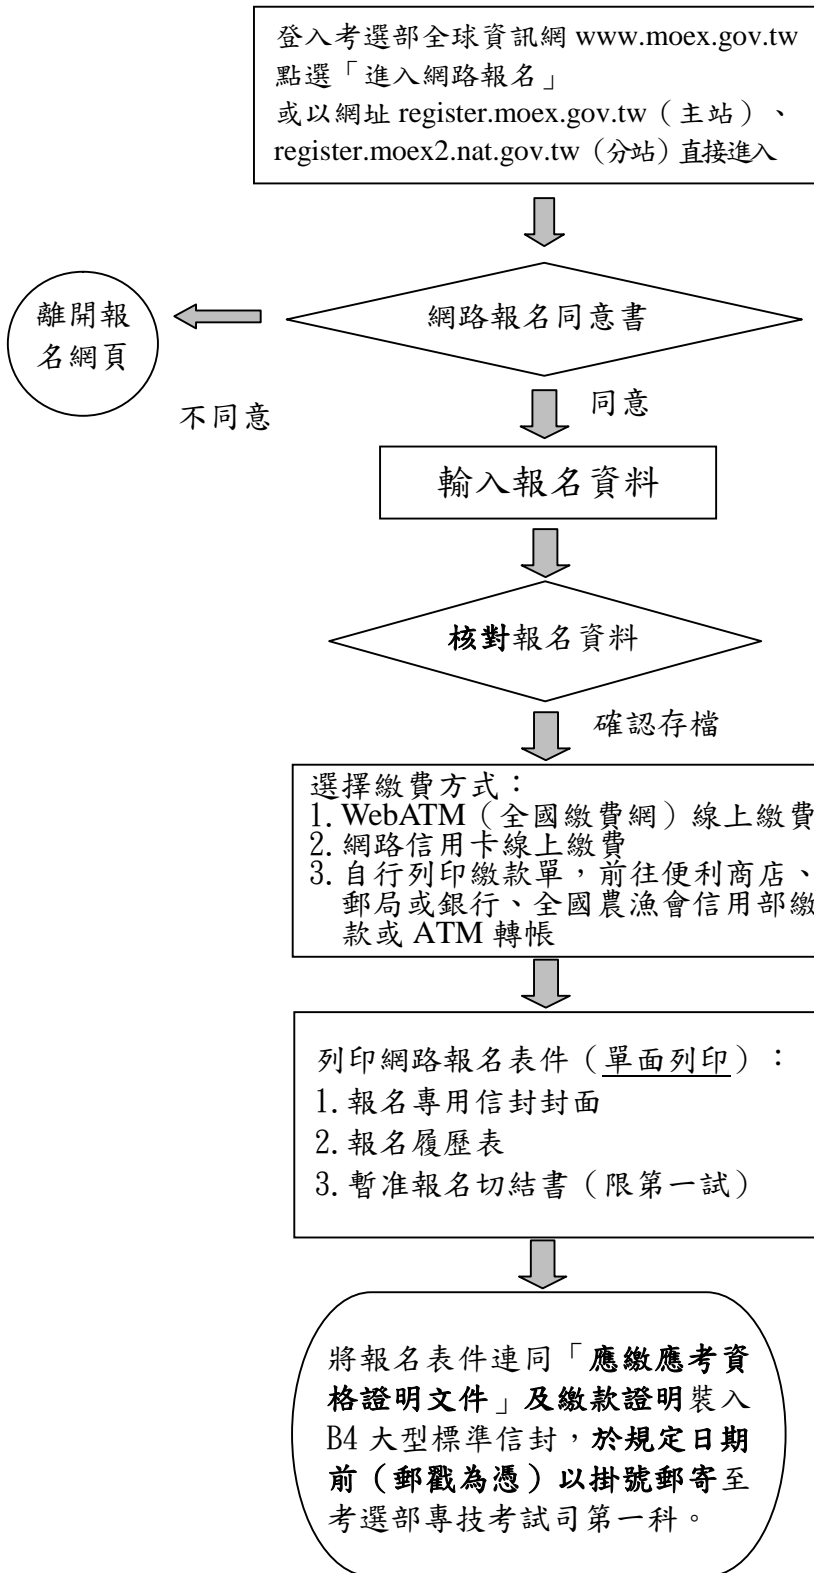 登入考選部全球資訊網 www.moex.gov.tw
點選「進入網路報名」
或以網址 register.moex.gov.tw（主站）、
register.moex2.nat.gov.tw（分站）直接進入
網路報名同意書
離開報
名網頁
不同意
同意
輸入報名資料
核對報名資料
確認存檔
選擇繳費方式：
1. WebATM（全國繳費網）線上繳費
2. 網路信用卡線上繳費
3. 自行列印繳款單，前往便利商店、
郵局或銀行、全國農漁會信用部繳
款或 ATM 轉帳
列印網路報名表件（單面列印）：
1. 報名專用信封封面
2. 報名履歷表
3. 暫准報名切結書（限第一試）
將報名表件連同「應繳應考資
格證明文件」及繳款證明裝入
B4 大型標準信封，於規定日期
前（郵戳為憑）以掛號郵寄至
考選部專技考試司第一科。